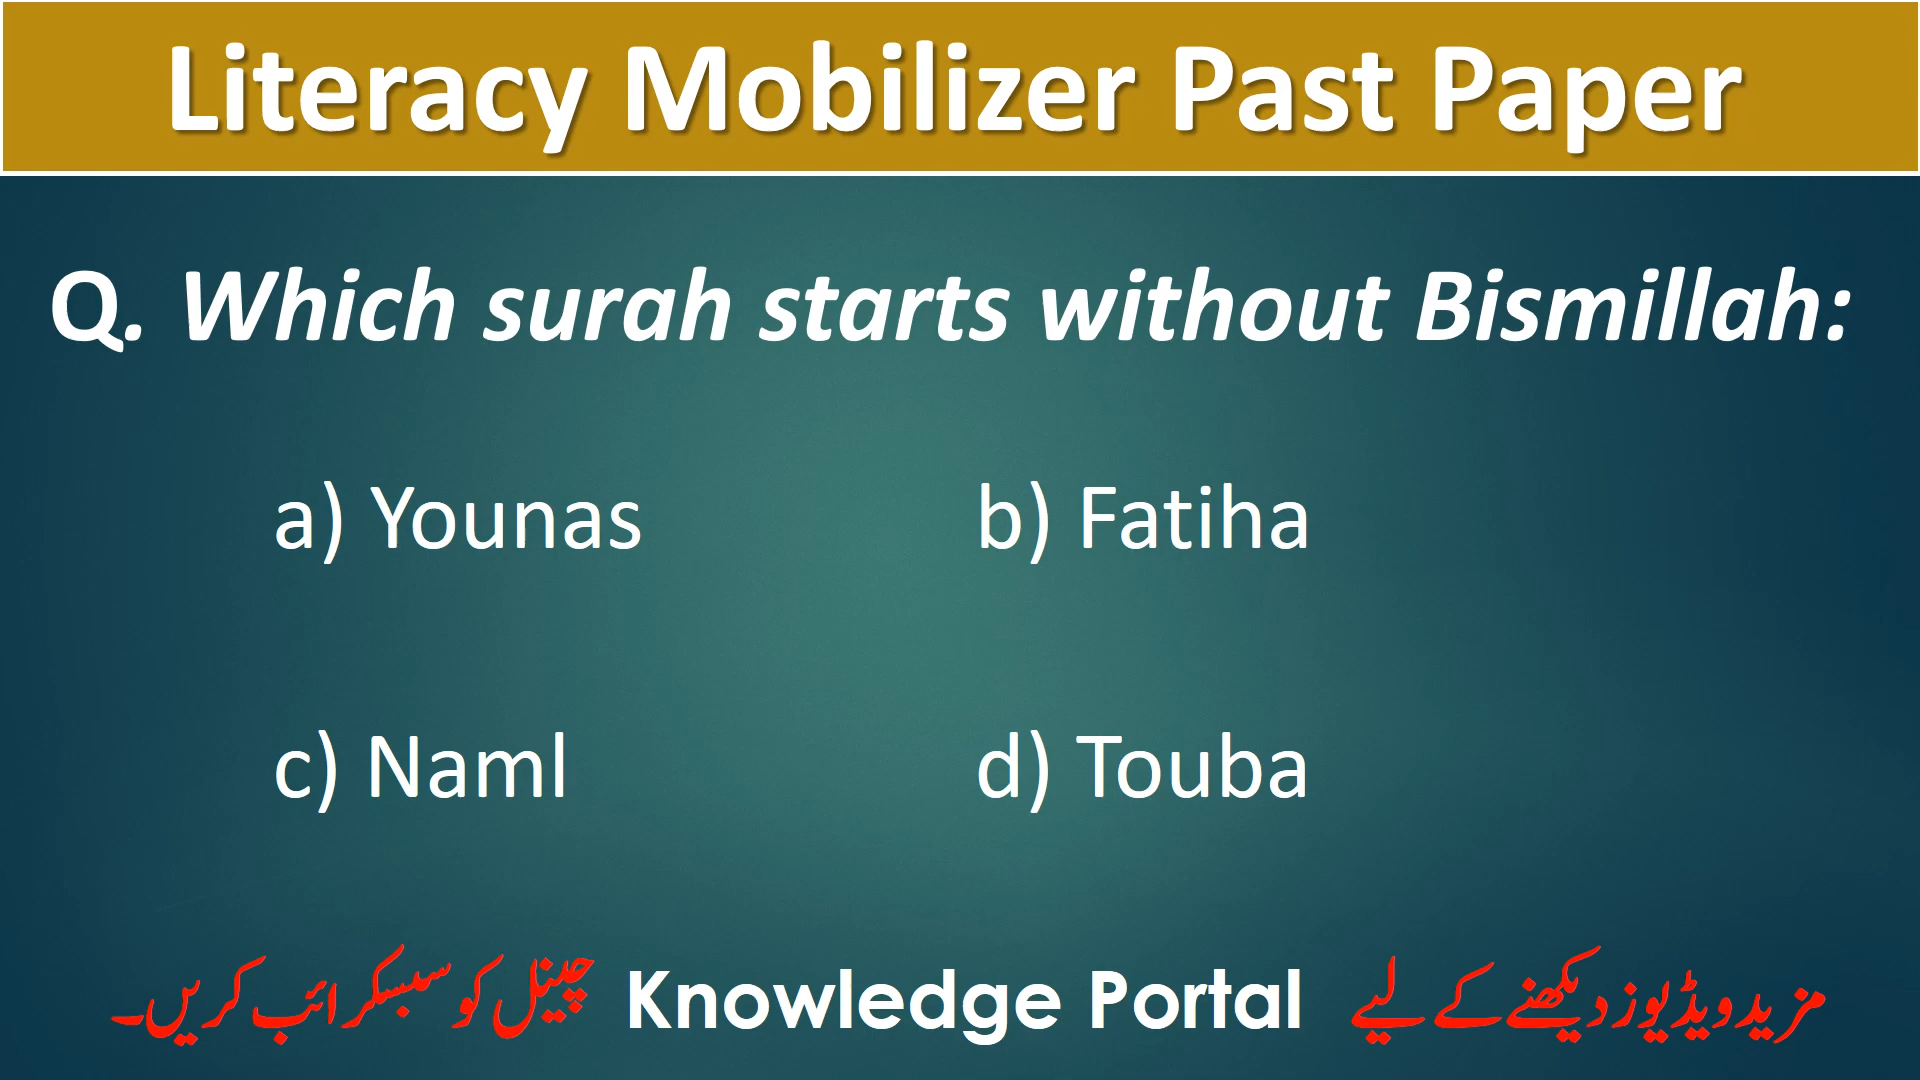 Literacy Mobilizer Past Paper
Q. Which surah starts without Bismillah:
a) Younas
b) Fatiha
c) Naml
d) Touba
مزید ویڈیوز دیکھنے کے لیے Knowledge Portal چینل کو سبسکرائب کریں۔